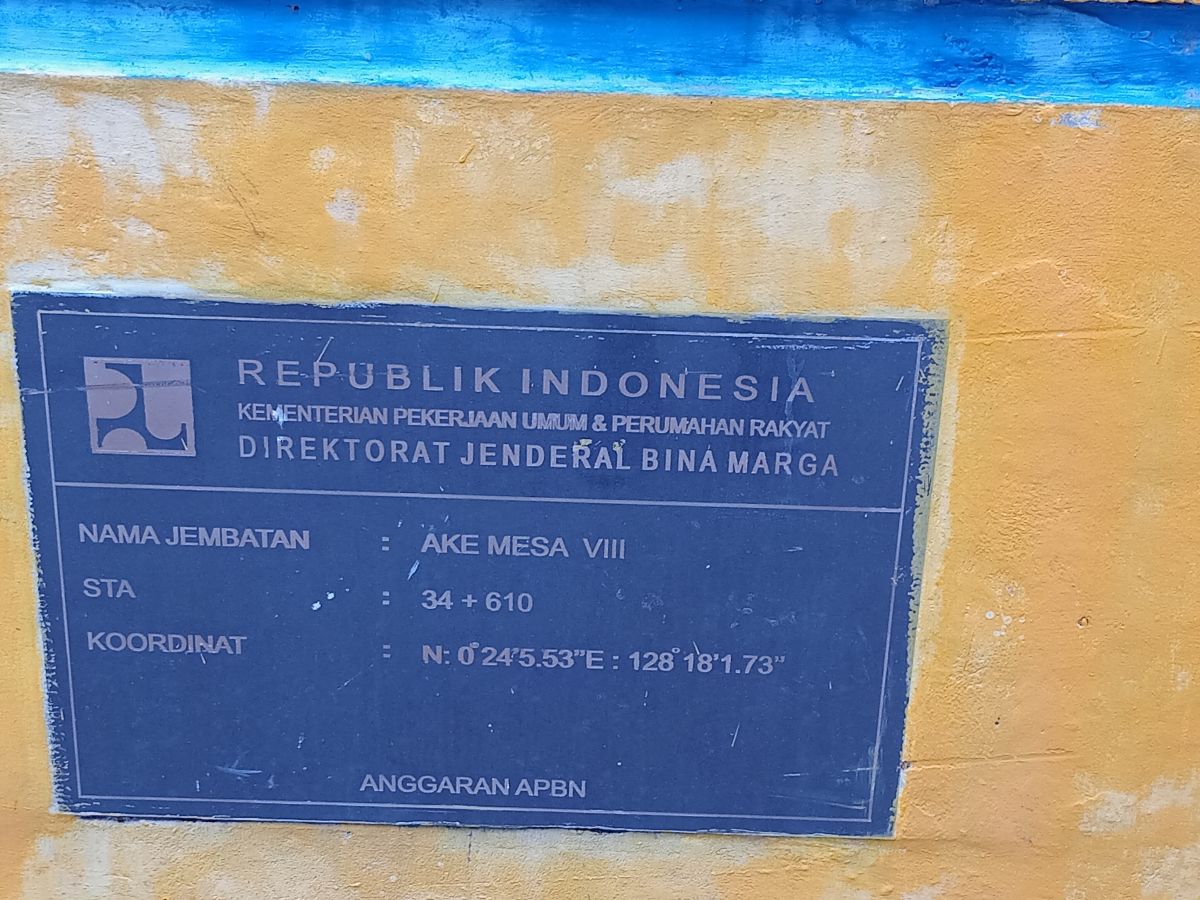 REPUBLIK INDONESIA
KEMENTERIAN PEKERJAAN UMUM & PERUMAHAN RAKYAT
DIREKTORAT JENDERAL BINA MARGA
NAMA JEMBATAN : AKE MESA VIII
STA : 34 + 610
KOORDINAT : N: 0°24'5.53"E : 128°18'1.73"
ANGGARAN APBN